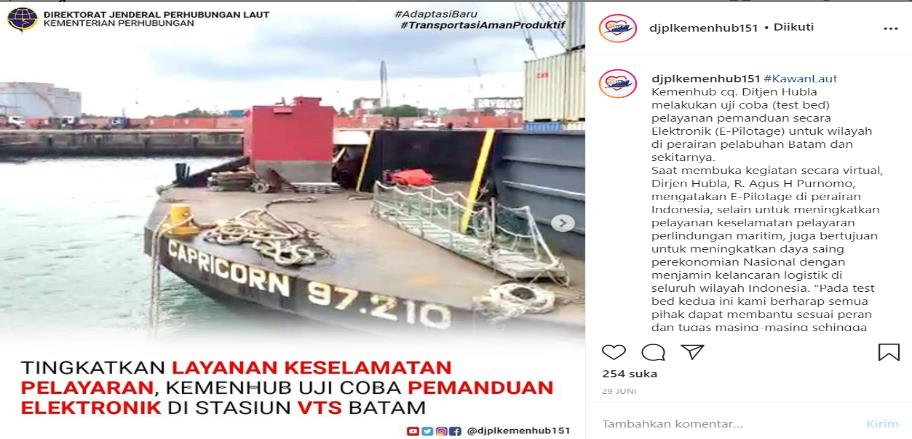 DIREKTORAT JENDERAL PERHUBUNGAN LAUT
KEMENTERIAN PERHUBUNGAN
#AdaptasiBaru
#TransportasiAmanProduktif
CAPRICORN 97.210
TINGKATKAN LAYANAN KESELAMATAN
PELAYARAN, KEMENHUB UJI COBA PEMANDUAN
ELEKTRONIK DI STASIUN VTS BATAM
@djplkemenhub151
djplkemenhub151 • Diikuti
djplkemenhub151 #KawanLaut
Kemenhub cq. Ditjen Hubla
melakukan uji coba (test bed)
pelayanan pemanduan secara
Elektronik (E-Pilotage) untuk wilayah
di perairan pelabuhan Batam dan
sekitarnya.
Saat membuka kegiatan secara virtual,
Dirjen Hubla, R. Agus H Purnomo,
mengatakan E-Pilotage di perairan
Indonesia, selain untuk meningkatkan
pelayanan keselamatan pelayaran
perlindungan maritim, juga bertujuan
untuk meningkatkan daya saing
perekonomian Nasional dengan
menjamin kelancaran logistik di
seluruh wilayah Indonesia. "Pada test
bed kedua ini kami berharap semua
pihak dapat membantu sesuai peran
dan tugas masing-masing sehingga
254 suka
29 JUNI
Tambahkan komentar...
Kirim